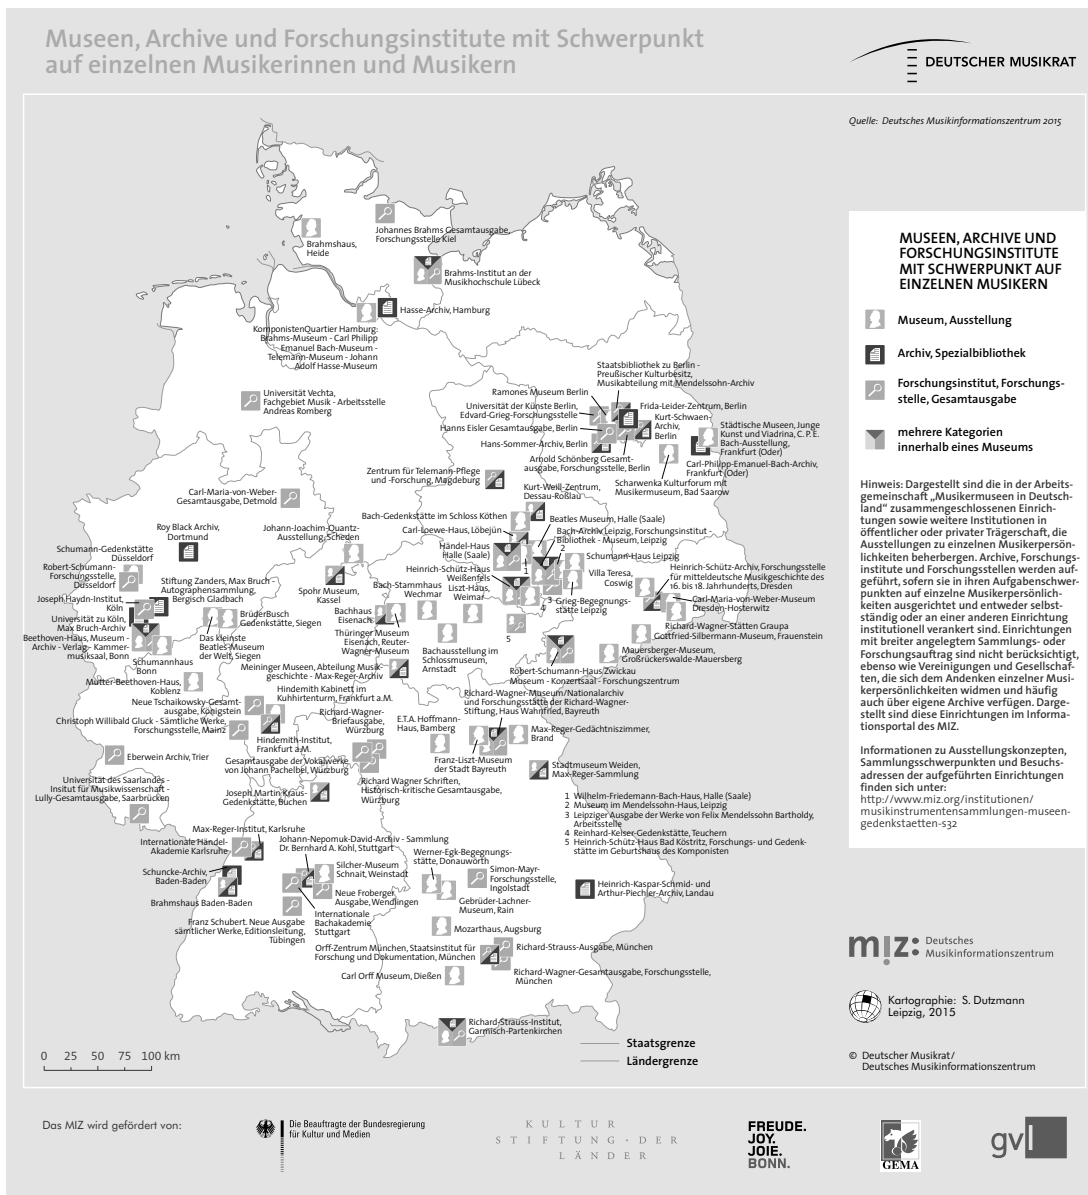 Museen, Archive und Forschungsinstitute mit Schwerpunkt
auf einzelnen Musikerinnen und Musikern
DEUTSCHER MUSIKRAT
Quelle: Deutsches Musikinformationszentrum 2015
Johannes Brahms Gesamtausgabe,
Forschungsstelle Kiel
Brahmshaus,
Heide
Brahms-Institut an der
Musikhochschule Lübeck
Hasse-Archiv, Hamburg
KomponistenQuartier Hamburg:
Brahms-Museum - Carl Philipp
Emanuel Bach-Museum -
Telemann-Museum - Johann
Adolf Hasse-Museum
Universität Vechta,
Fachgebiet Musik - Arbeitsstelle
Andreas Romberg
Staatsbibliothek zu Berlin -
Preußischer Kulturbesitz,
Musikabteilung mit Mendelssohn-Archiv
Ramones Museum Berlin
Universität der Künste Berlin,
Edvard-Grieg-Forschungsstelle
Hanns Eisler Gesamtausgabe, Berlin
Hans-Sommer-Archiv, Berlin
Frida-Leider-Zentrum, Berlin
Kurt-Schwaen-
Archiv,
Berlin
Städtische Museen, Junge
Kunst und Viadrina, C. P. E.
Bach-Ausstellung,
Frankfurt (Oder)
Carl-Philipp-Emanuel-Bach-Archiv,
Frankfurt (Oder)
Arnold Schönberg Gesamt-
ausgabe, Forschungsstelle, Berlin
Scharwenka Kulturforum mit
Musikermuseum, Bad Saarow
Zentrum für Telemann-Pflege
und -Forschung, Magdeburg
Kurt-Weill-Zentrum,
Dessau-Roßlau
Carl-Maria-von-Weber-
Gesamtausgabe, Detmold
Bach-Gedenkstätte im Schloss Köthen
Carl-Loewe-Haus, Löbejün
Beatles Museum, Halle (Saale)
Bach-Archiv Leipzig, Forschungsinstitut -
Bibliothek - Museum, Leipzig
Roy Black Archiv,
Dortmund
Johann-Joachim-Quantz-
Ausstellung, Scheden
Händel-Haus
Halle (Saale)
1
2
Schumann-Haus Leipzig
Schumann-Gedenkstätte
Düsseldorf
Robert-Schumann-
Forschungsstelle,
Düsseldorf
Heinrich-Schütz-Haus
Weißenfels
Liszt-Haus,
Weimar
Villa Teresa,
Coswig
Heinrich-Schütz-Archiv, Forschungsstelle
für mitteldeutsche Musikgeschichte des
16. bis 18. Jahrhunderts, Dresden
Carl-Maria-von-Weber-Museum
Dresden-Hosterwitz
Stiftung Zanders, Max Bruch -
Autographensammlung,
Bergisch Gladbach
Spohr Museum,
Kassel
Bach-Stammhaus
Wechmar
3
Grieg-Begegnungs-
stätte Leipzig
4
5
Joseph Haydn-Institut,
Köln
Universität zu Köln,
Max Bruch-Archiv
Beethoven-Haus, Museum -
Archiv - Verlag - Kammer-
musiksaal, Bonn
BrüderBusch
Gedenkstätte, Siegen
Das kleinste
Beatles-Museum
der Welt, Siegen
Bachhaus
Eisenach
Thüringer Museum
Eisenach, Reuter-
Wagner-Museum
Richard-Wagner-Stätten Graupa
Gottfried-Silbermann-Museum, Frauenstein
Mauersberger-Museum,
Großrückerswalde-Mauersberg
Schumannhaus
Bonn
Mutter-Beethoven-Haus,
Koblenz
Meininger Museen, Abteilung Musik-
geschichte - Max-Reger-Archiv
Bachausstellung im
Schlossmuseum,
Arnstadt
Robert-Schumann-Haus Zwickau
Museum - Konzertsaal - Forschungszentrum
Hindemith Kabinett im
Kuhhirtenturm, Frankfurt a.M.
Neue Tschaikowsky-Gesamt-
ausgabe, Königstein
Christoph Willibald Gluck - Sämtliche Werke,
Forschungsstelle, Mainz
Richard-Wagner-
Briefausgabe,
Würzburg
Richard-Wagner-Museum/Nationalarchiv
und Forschungsstätte der Richard-Wagner-
Stiftung, Haus Wahnfried, Bayreuth
E.T.A. Hoffmann-
Haus, Bamberg
Max-Reger-Gedächtniszimmer,
Brand
Hindemith-Institut,
Frankfurt a.M.
Eberwein Archiv, Trier
Gesamtausgabe der Vokalwerke
von Johann Pachelbel, Würzburg
Franz-Liszt-Museum
der Stadt Bayreuth
Stadtmuseum Weiden,
Max-Reger-Sammlung
Universität des Saarlandes -
Insitut für Musikwissenschaft -
Lully-Gesamtausgabe, Saarbrücken
Joseph Martin Kraus-
Gedenkstätte, Buchen
Richard Wagner Schriften,
Historisch-kritische Gesamtausgabe,
Würzburg
1 Wilhelm-Friedemann-Bach-Haus, Halle (Saale)
2 Museum im Mendelssohn-Haus, Leipzig
3 Leipziger Ausgabe der Werke von Felix Mendelssohn Bartholdy,
Arbeitsstelle
4 Reinhard-Keiser-Gedenkstätte, Teuchern
5 Heinrich-Schütz-Haus Bad Köstritz, Forschungs- und Gedenk-
stätte im Geburtshaus des Komponisten
Max-Reger-Institut, Karlsruhe
Internationale Händel-
Akademie Karlsruhe
Johann-Nepomuk-David-Archiv - Sammlung
Dr. Bernhard A. Kohl, Stuttgart
Silcher-Museum
Schnait, Weinstadt
Werner-Egk-Begegnungs-
stätte, Donauwörth
Simon-Mayr-
Forschungsstelle,
Ingolstadt
Schuncke-Archiv,
Baden-Baden
Brahmshaus Baden-Baden
Neue Froberger
Ausgabe, Wendlingen
Gebrüder-Lachner-
Museum, Rain
Heinrich-Kaspar-Schmid- und
Arthur-Piechler-Archiv, Landau
Franz Schubert. Neue Ausgabe
sämtlicher Werke, Editionsleitung,
Tübingen
Internationale
Bachakademie
Stuttgart
Mozarthaus, Augsburg
Orff-Zentrum München, Staatsinstitut für
Forschung und Dokumentation, München
Richard-Strauss-Ausgabe, München
Carl Orff Museum, Dießen
Richard-Wagner-Gesamtausgabe, Forschungsstelle,
München
Richard-Strauss-Institut,
Garmisch-Partenkirchen
Staatsgrenze
Ländergrenze
0 25 50 75 100 km
MUSEEN, ARCHIVE UND
FORSCHUNGSINSTITUTE
MIT SCHWERPUNKT AUF
EINZELNEN MUSIKERN
Museum, Ausstellung
Archiv, Spezialbibliothek
Forschungsinstitut, Forschungs-
stelle, Gesamtausgabe
mehrere Kategorien
innerhalb eines Museums
Hinweis: Dargestellt sind die in der Arbeits-
gemeinschaft „Musikermuseen in Deutsch-
land“ zusammengeschlossenen Einrich-
tungen sowie weitere Institutionen in
öffentlicher oder privater Trägerschaft, die
Ausstellungen zu einzelnen Musikerpersön-
lichkeiten beherbergen. Archive, Forschungs-
institute und Forschungsstellen werden auf-
geführt, sofern sie in ihren Aufgabenschwer-
punkten auf einzelne Musikerpersönlich-
keiten ausgerichtet und entweder selbst-
ständig oder an einer anderen Einrichtung
institutionell verankert sind. Einrichtungen
mit breiter angelegtem Sammlungs- oder
Forschungsauftrag sind nicht berücksichtigt,
ebenso wie Vereinigungen und Gesellschaf-
ten, die sich dem Andenken einzelner Musi-
kerpersönlichkeiten widmen und häufig
auch über eigene Archive verfügen. Darge-
stellt sind diese Einrichtungen im Informa-
tionsportal des MIZ.
Informationen zu Ausstellungskonzepten,
Sammlungsschwerpunkten und Besuchs-
adressen der aufgeführten Einrichtungen
finden sich unter:
http://www.miz.org/institutionen/
musikinstrumentensammlungen-museen-
gedenkstaetten-s32
miz:
Deutsches
Musikinformationszentrum
Kartographie: S. Dutzmann
Leipzig, 2015
© Deutscher Musikrat/
Deutsches Musikinformationszentrum
Das MIZ wird gefördert von:
Die Beauftragte der Bundesregierung
für Kultur und Medien
KULTUR
STIFTUNG · DER
LÄNDER
FREUDE.
JOY.
JOIE.
BONN.
GEMA
gvl